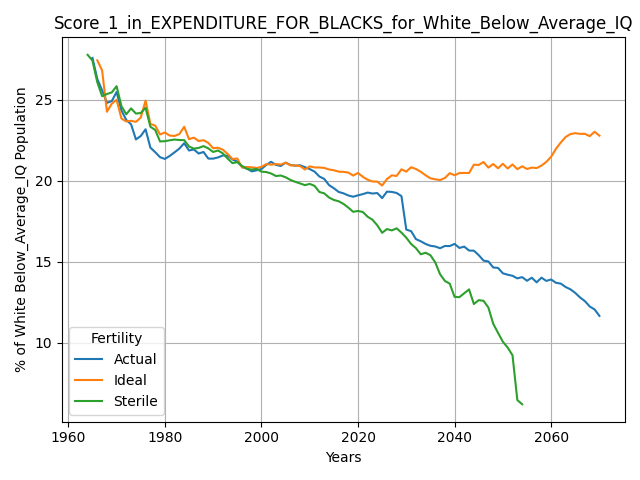 Score_1_in_EXPENDITURE_FOR_BLACKS_for_White_Below_Average_IQ
% of White Below_Average_IQ Population
25
20
15
10
Fertility
Actual
Ideal
Sterile
1960 1980 2000 2020 2040 2060
Years